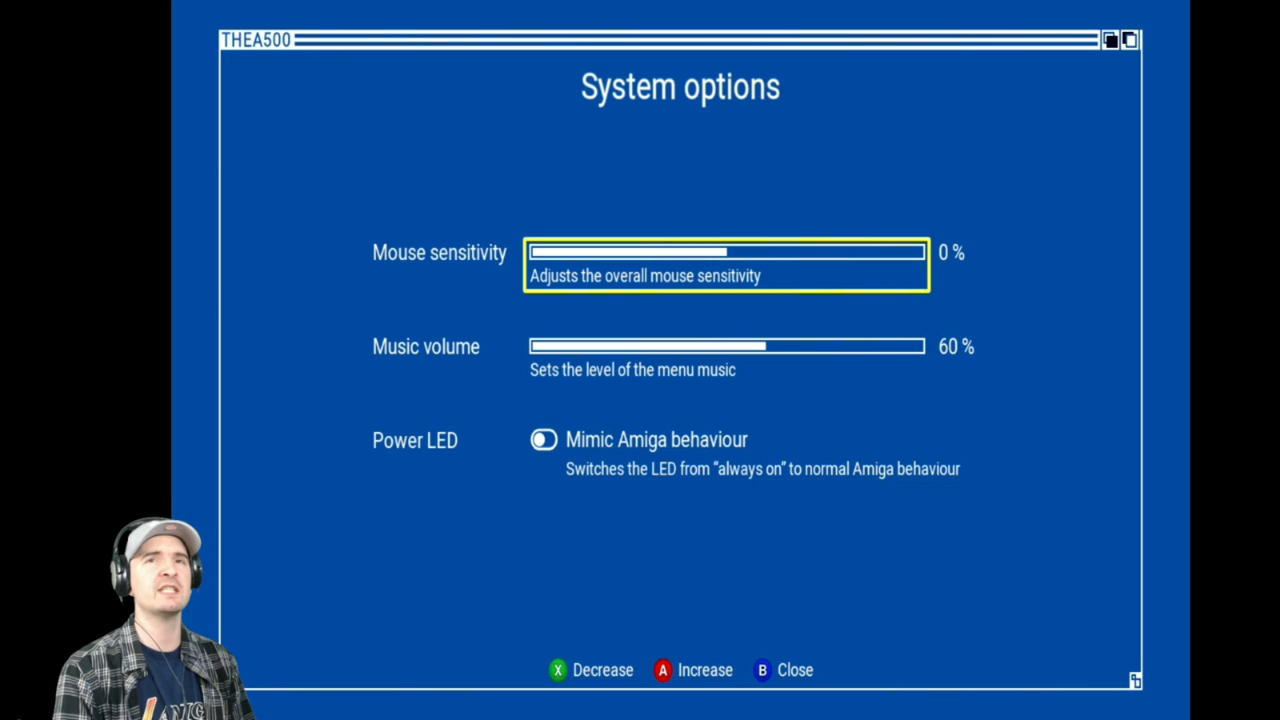 THEA500
System options
Mouse sensitivity 0 %
Adjusts the overall mouse sensitivity
Music volume 60 %
Sets the level of the menu music
Power LED Mimic Amiga behaviour
Switches the LED from “always on” to normal Amiga behaviour
X Decrease A Increase B Close